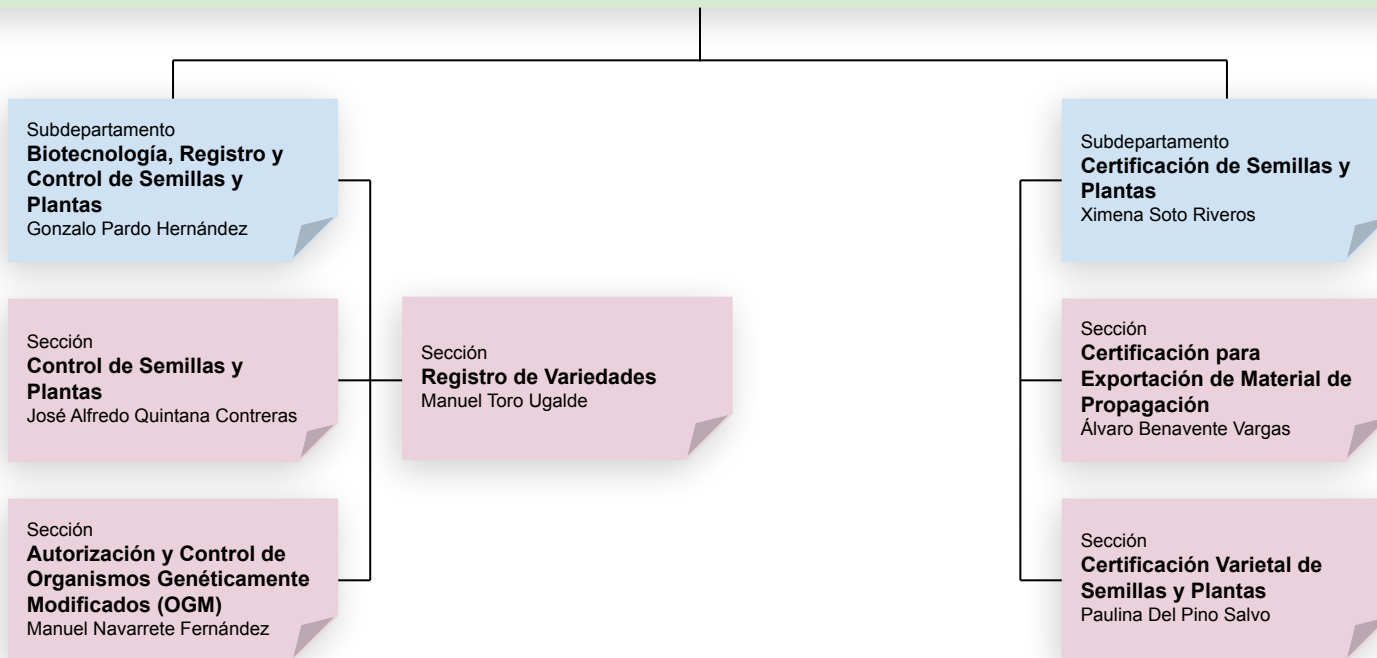 Subdepartamento
Biotecnología, Registro y
Control de Semillas y
Plantas
Gonzalo Pardo Hernández
Subdepartamento
Certificación de Semillas y
Plantas
Ximena Soto Riveros
Sección
Control de Semillas y
Plantas
José Alfredo Quintana Contreras
Sección
Registro de Variedades
Manuel Toro Ugalde
Sección
Certificación para
Exportación de Material de
Propagación
Álvaro Benavente Vargas
Sección
Autorización y Control de
Organismos Genéticamente
Modificados (OGM)
Manuel Navarrete Fernández
Sección
Certificación Varietal de
Semillas y Plantas
Paulina Del Pino Salvo